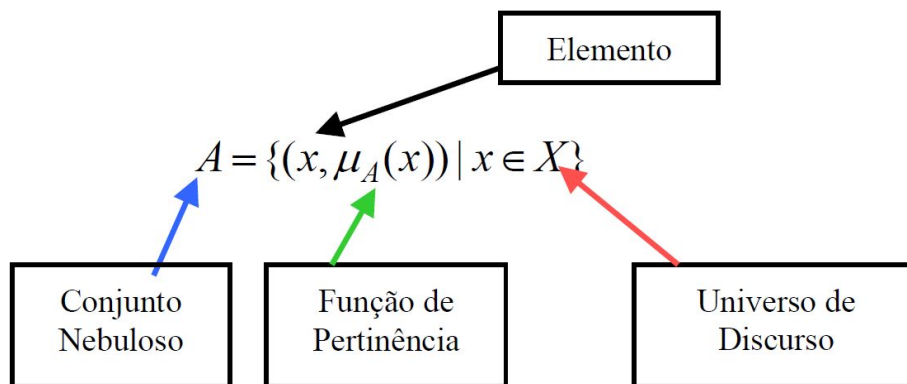 Elemento
A = {(x, μ_A(x)) | x ∈ X}
Conjunto
Nebuloso
Função de
Pertinência
Universo de
Discurso